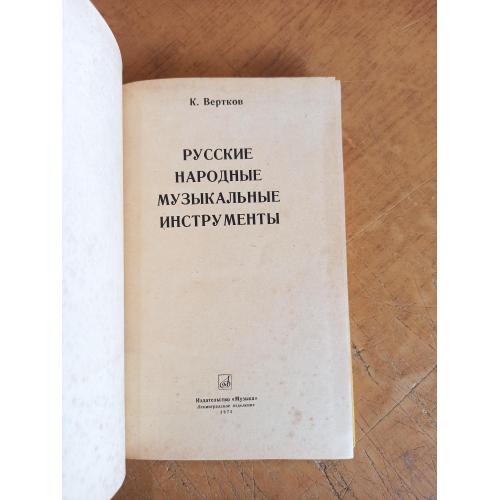 К. Вертков
РУССКИЕ
НАРОДНЫЕ
МУЗЫКАЛЬНЫЕ
ИНСТРУМЕНТЫ
Издательство «Музыка»
Ленинградское отделение